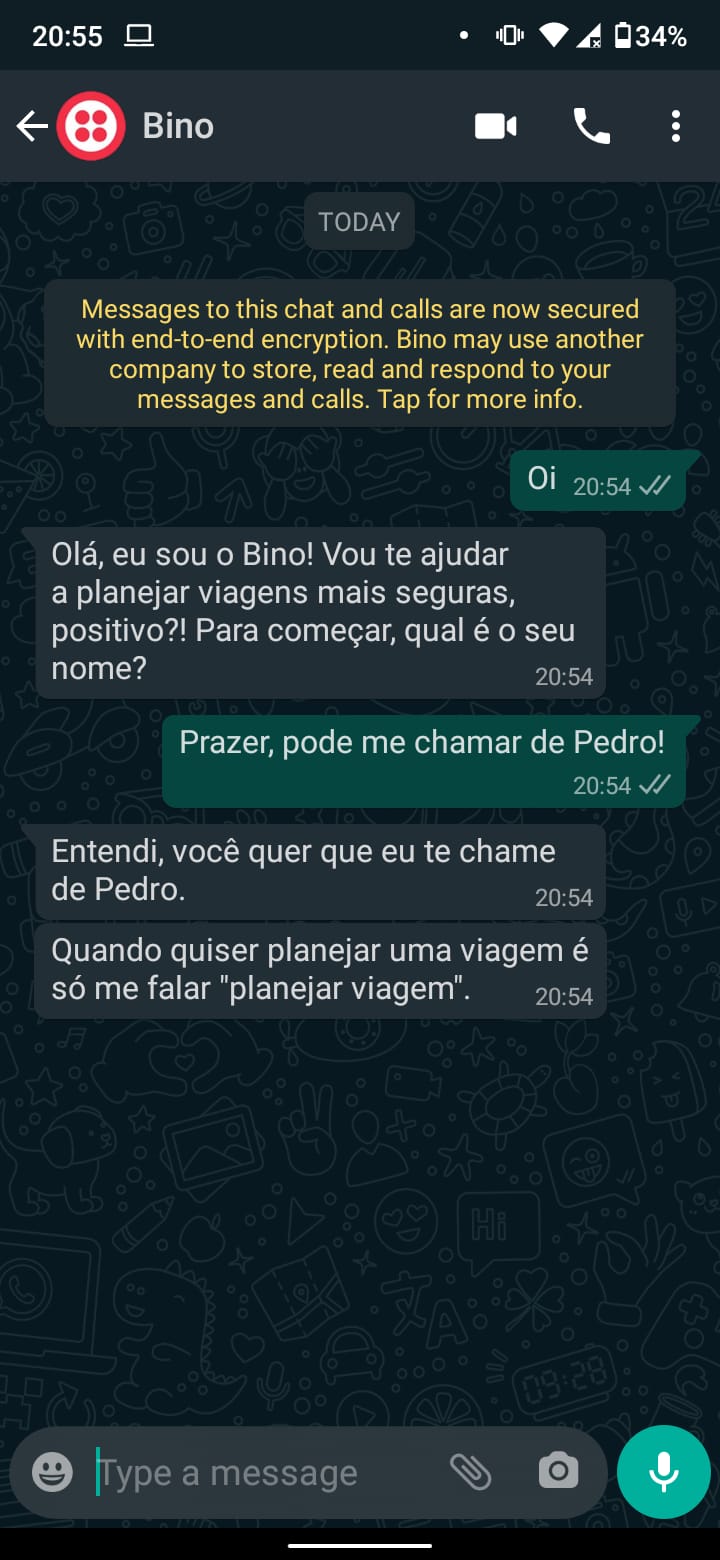 20:55
34%
Bino
TODAY
Messages to this chat and calls are now secured
with end-to-end encryption. Bino may use another
company to store, read and respond to your
messages and calls. Tap for more info.
Oi 20:54
Olá, eu sou o Bino! Vou te ajudar
a planejar viagens mais seguras,
positivo?! Para começar, qual é o seu
nome? 20:54
Prazer, pode me chamar de Pedro!
20:54
Entendi, você quer que eu te chame
de Pedro. 20:54
Quando quiser planejar uma viagem é
só me falar "planejar viagem". 20:54
Hi
09:28
Type a message